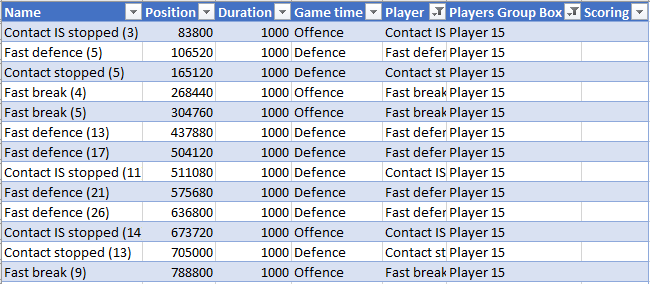 Name Position Duration Game time Player Players Group Box Scoring
Contact IS stopped (3) 83800 1000 Offence Contact IS Player 15
Fast defence (5) 106520 1000 Defence Fast defer Player 15
Contact stopped (5) 165120 1000 Defence Contact st Player 15
Fast break (4) 268440 1000 Offence Fast break Player 15
Fast break (5) 304760 1000 Offence Fast break Player 15
Fast defence (13) 437880 1000 Defence Fast defer Player 15
Fast defence (17) 504120 1000 Defence Fast defer Player 15
Contact IS stopped (11 511080 1000 Defence Contact IS Player 15
Fast defence (21) 575680 1000 Defence Fast defer Player 15
Fast defence (26) 636800 1000 Defence Fast defer Player 15
Contact IS stopped (14 673720 1000 Offence Contact IS Player 15
Contact stopped (13) 705000 1000 Defence Contact st Player 15
Fast break (9) 788800 1000 Offence Fast break Player 15